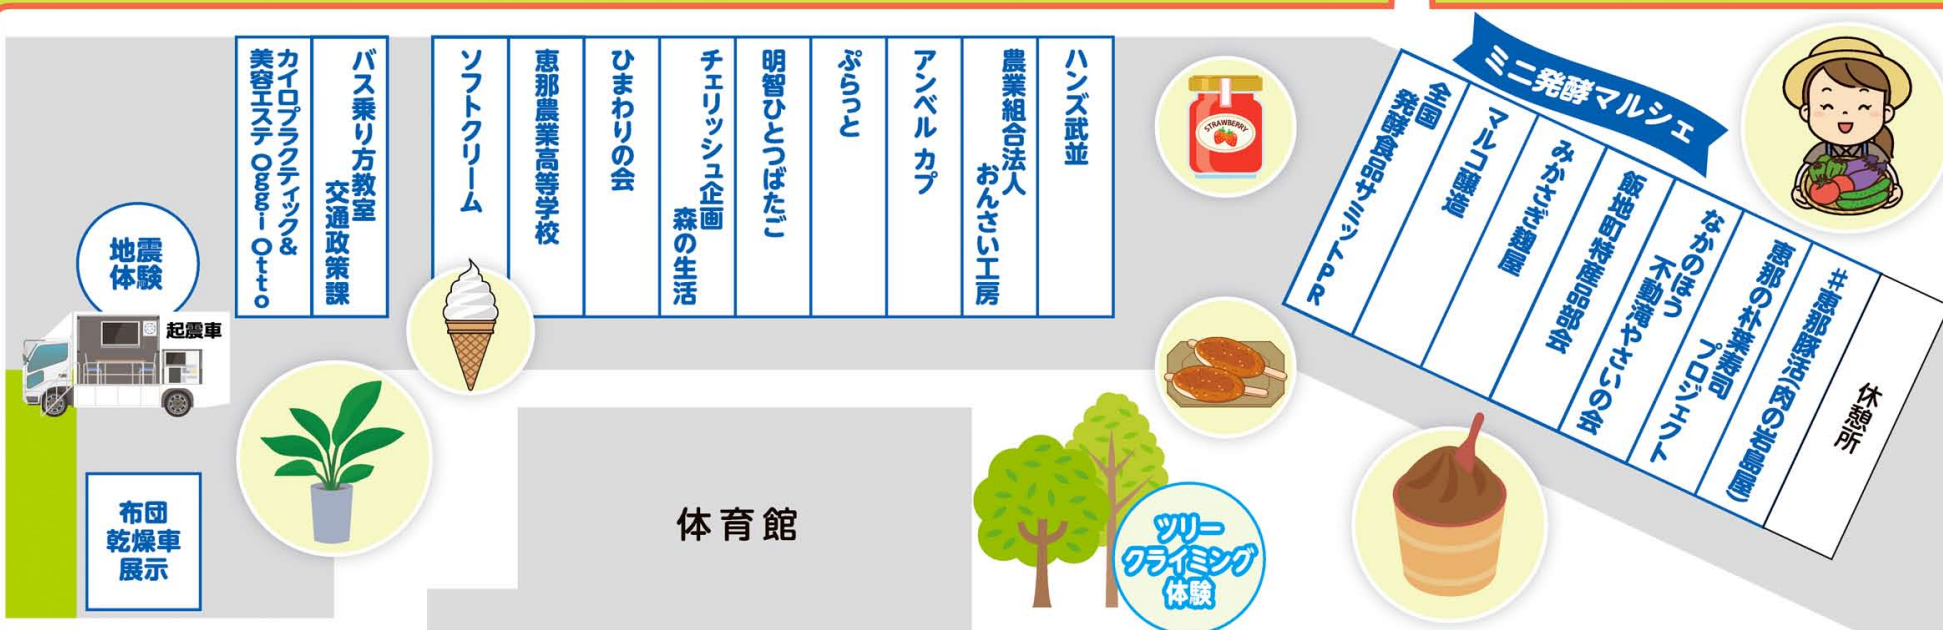 カイロプラクティック&
美容エステ Oggi Otto
バス乗り方教室
交通政策課
ソフトクリーム
恵那農業高等学校
ひまわりの会
チェリッシュ企画
森の生活
明智ひとつばたご
ぷらっと
アンベル カプ
農業組合法人
おんさい工房
ハンズ武並
STRAWBERRY
ミニ発酵マルシェ
全国
発酵食品サミットPR
マルコ醸造
みかさぎ麹屋
飯地町特産品部会
なかのほう
不動滝やさいの会
恵那の朴葉寿司
プロジェクト
#恵那豚活(肉の岩島屋)
休憩所
地震
体験
起震車
布団
乾燥車
展示
体育館
ツリー
クライミング
体験